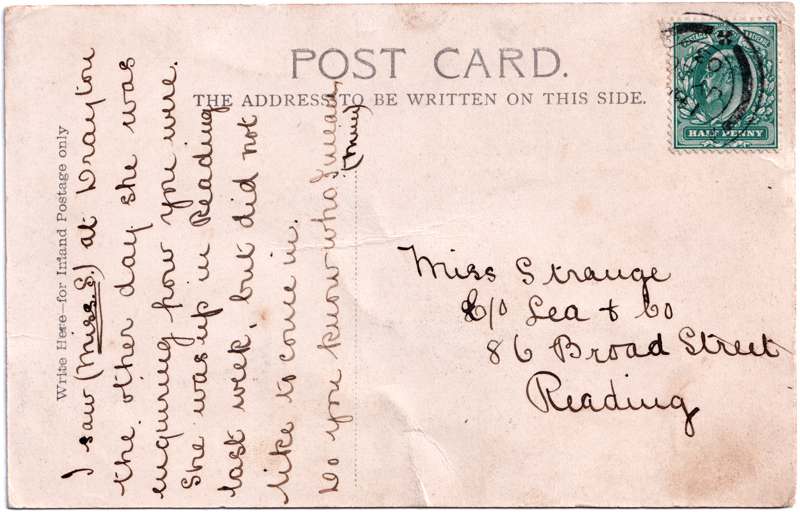 POST CARD.
THE ADDRESS TO BE WRITTEN ON THIS SIDE.
HALF PENNY
Write Here—for Inland Postage only
I saw (Miss. S.) at Drayton
the other day she was
enquiring how you were.
She was up in Reading
last week, but did not
like to come in.
Do you know who I mean,
Miss Strange
C/o Lea & Co
86 Broad Street
Reading